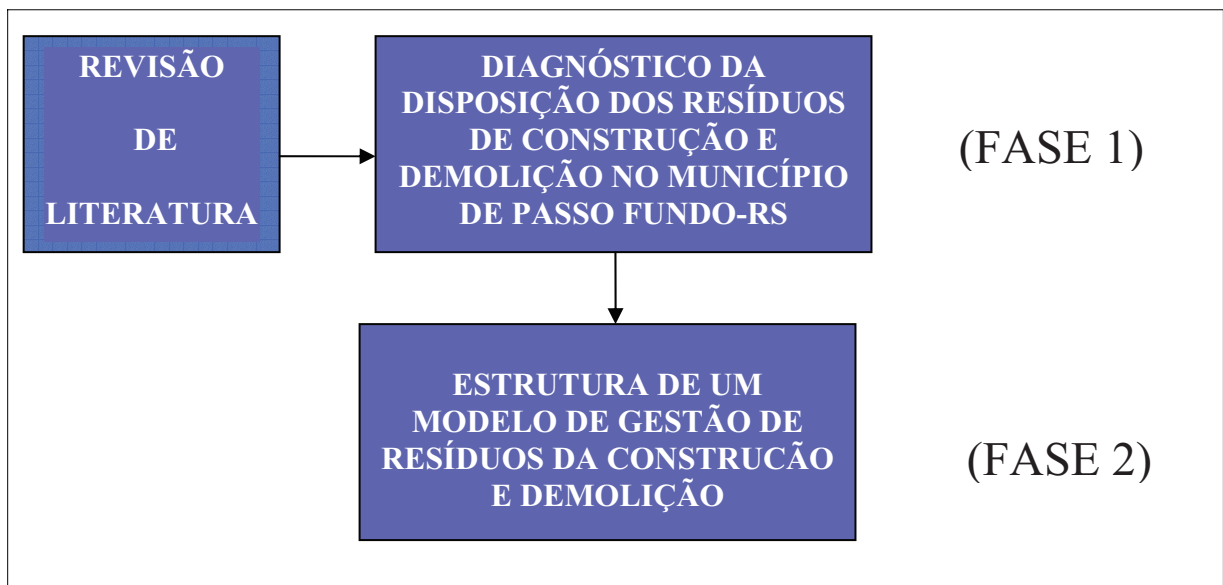 REVISÃO
DE
LITERATURA
DIAGNÓSTICO DA
DISPOSIÇÃO DOS RESÍDUOS
DE CONSTRUÇÃO E
DEMOLIÇÃO NO MUNICÍPIO
DE PASSO FUNDO-RS
(FASE 1)
ESTRUTURA DE UM
MODELO DE GESTÃO DE
RESÍDUOS DA CONSTRUCÃO
E DEMOLIÇÃO
(FASE 2)